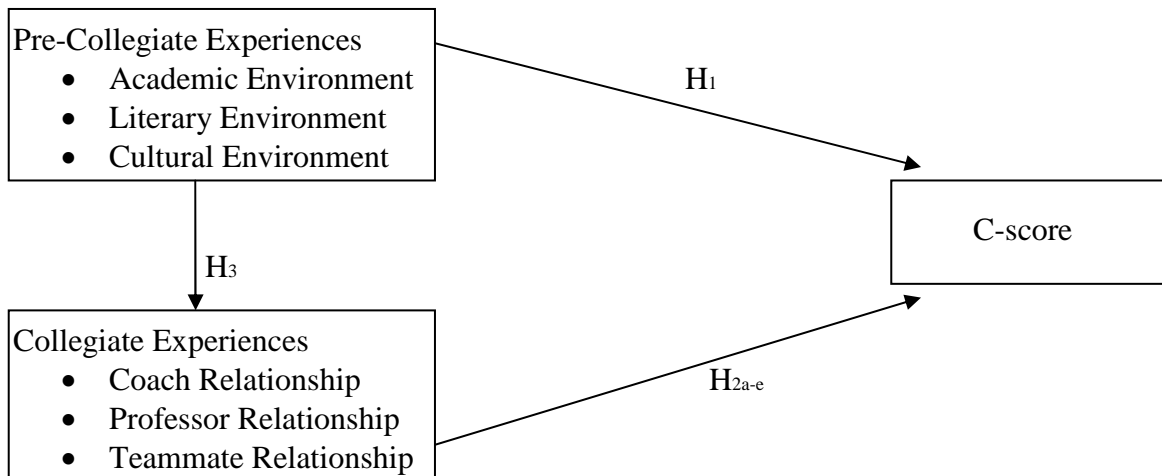 Pre-Collegiate Experiences
• Academic Environment
• Literary Environment
• Cultural Environment
H1
C-score
H3
Collegiate Experiences
• Coach Relationship
• Professor Relationship
• Teammate Relationship
H2a-e